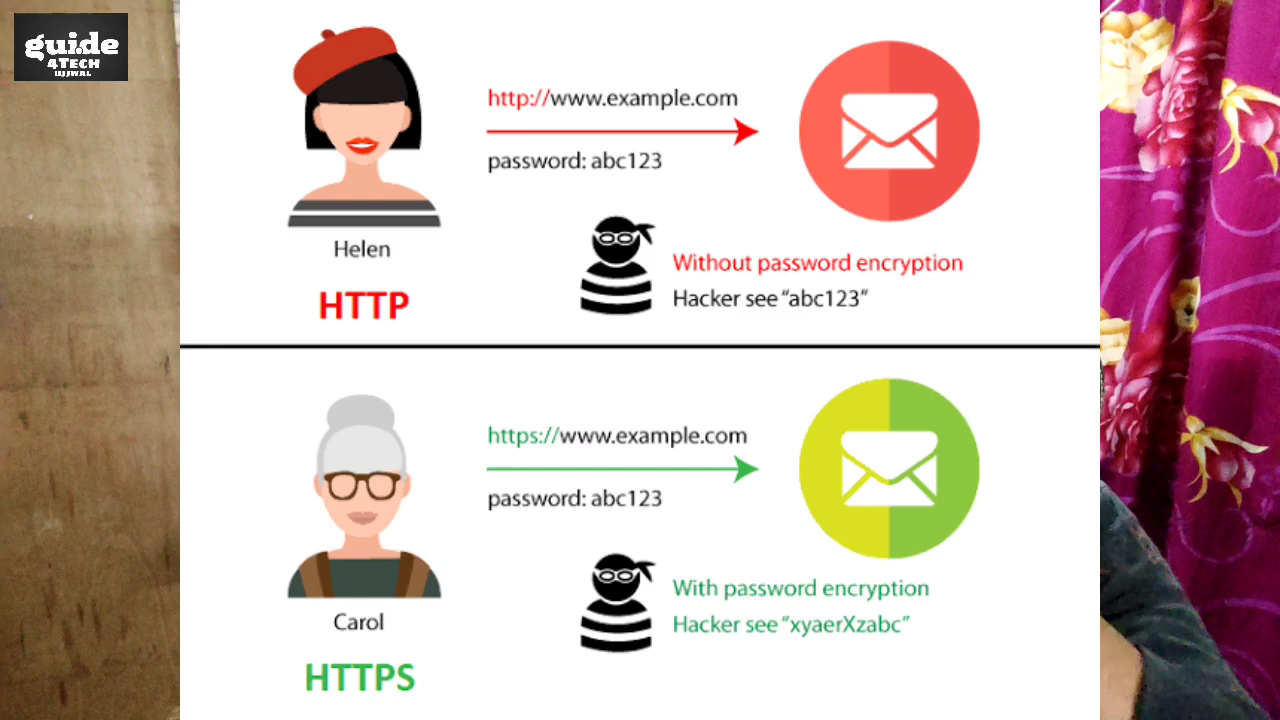 guide
4TECH
UJJWAL
http://www.example.com
password: abc123
Helen
HTTP
Without password encryption
Hacker see “abc123”
https://www.example.com
password: abc123
Carol
HTTPS
With password encryption
Hacker see “xyaerXzabc”